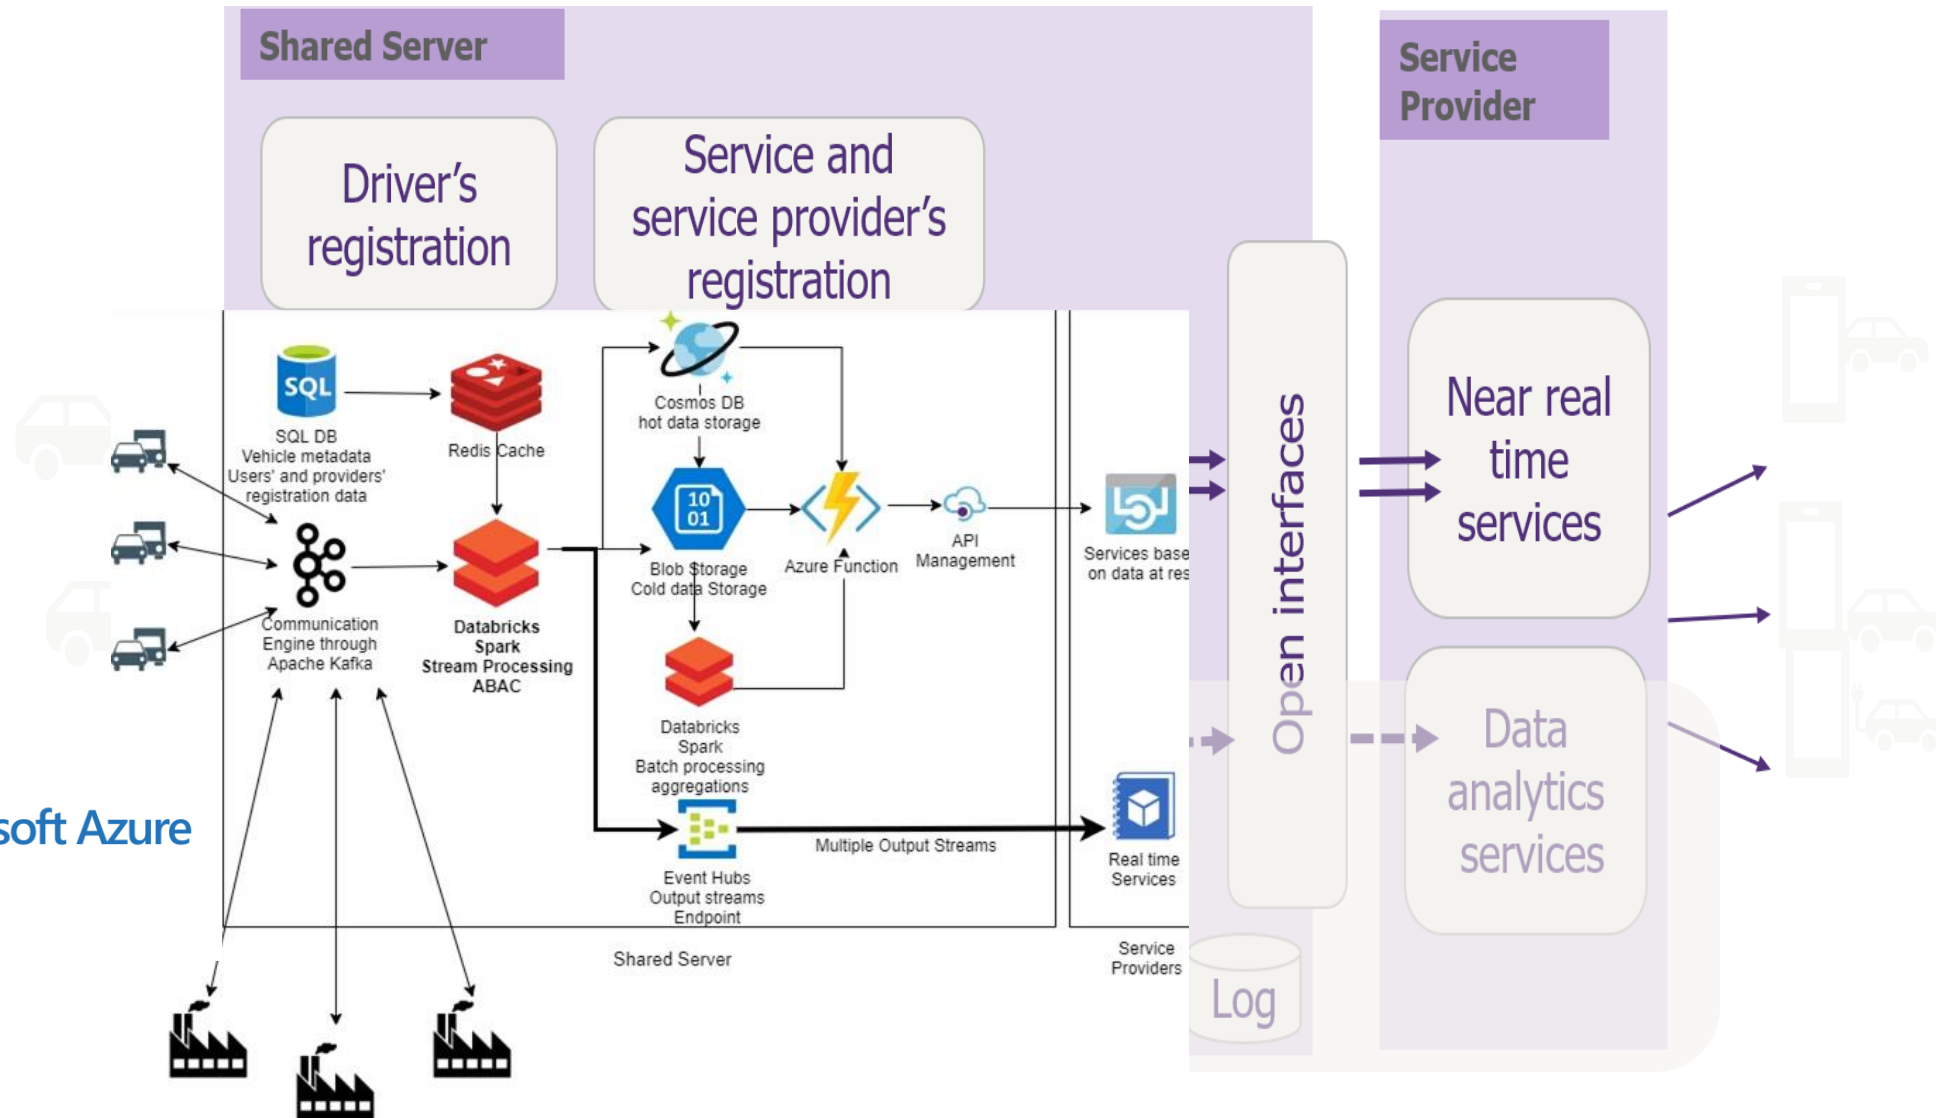 Shared Server
Service
Provider
Driver’s
registration
Service and
service provider’s
registration
SQL
SQL DB
Vehicle metadata
Users' and providers'
registration data
Redis Cache
Cosmos DB
hot data storage
10
01
Blob Storage
Cold data Storage
Azure Function
API
Management
Services base
on data at res
Communication
Engine through
Apache Kafka
Databricks
Spark
Stream Processing
ABAC
Databricks
Spark
Batch processing
aggregations
Multiple Output Streams
Event Hubs
Output streams
Endpoint
Real time
Services
Shared Server
Service
Providers
soft Azure
Open interfaces
Near real
time
services
Data
analytics
services
Log